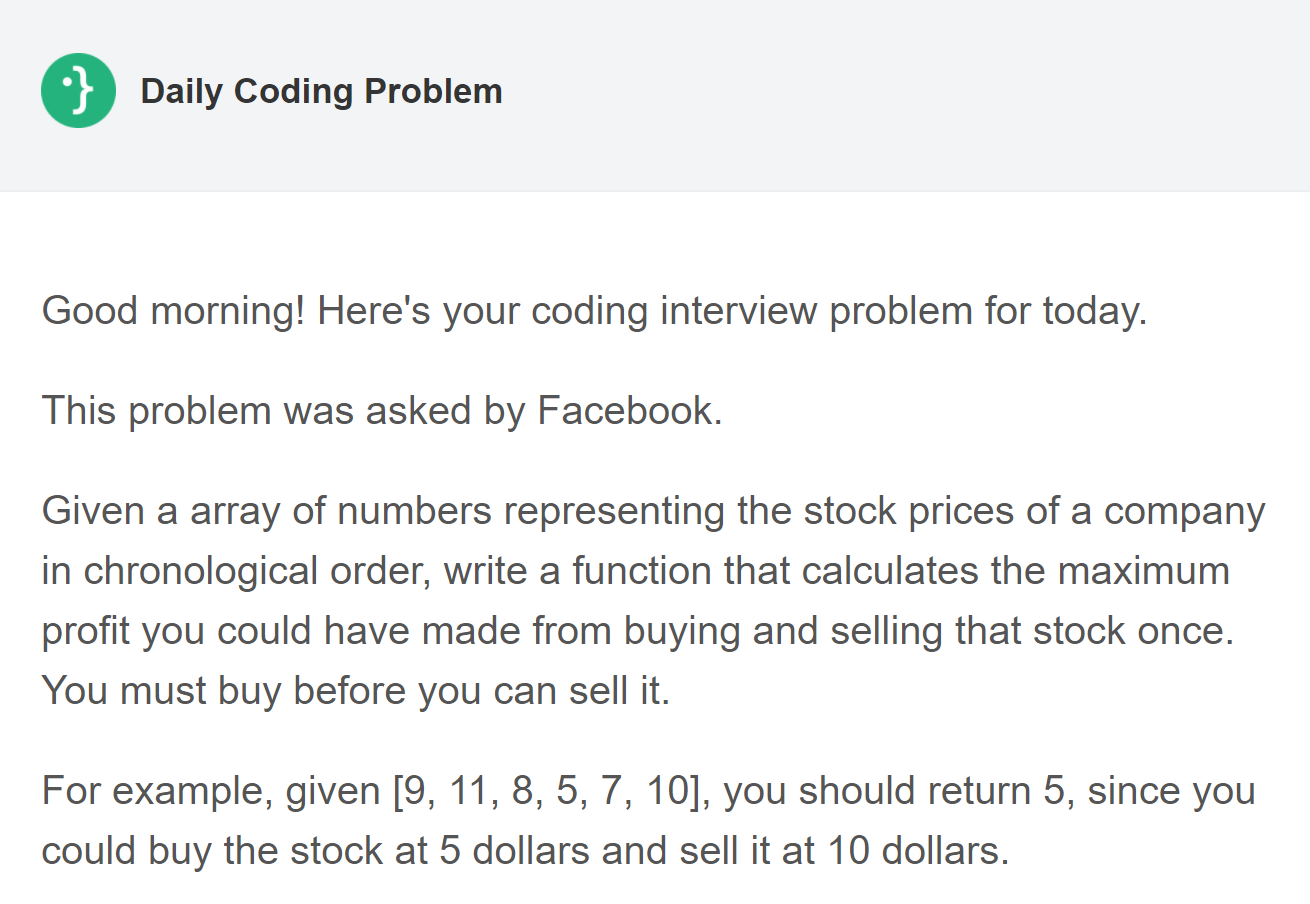 Daily Coding Problem
Good morning! Here's your coding interview problem for today.
This problem was asked by Facebook.
Given a array of numbers representing the stock prices of a company
in chronological order, write a function that calculates the maximum
profit you could have made from buying and selling that stock once.
You must buy before you can sell it.
For example, given [9, 11, 8, 5, 7, 10], you should return 5, since you
could buy the stock at 5 dollars and sell it at 10 dollars.